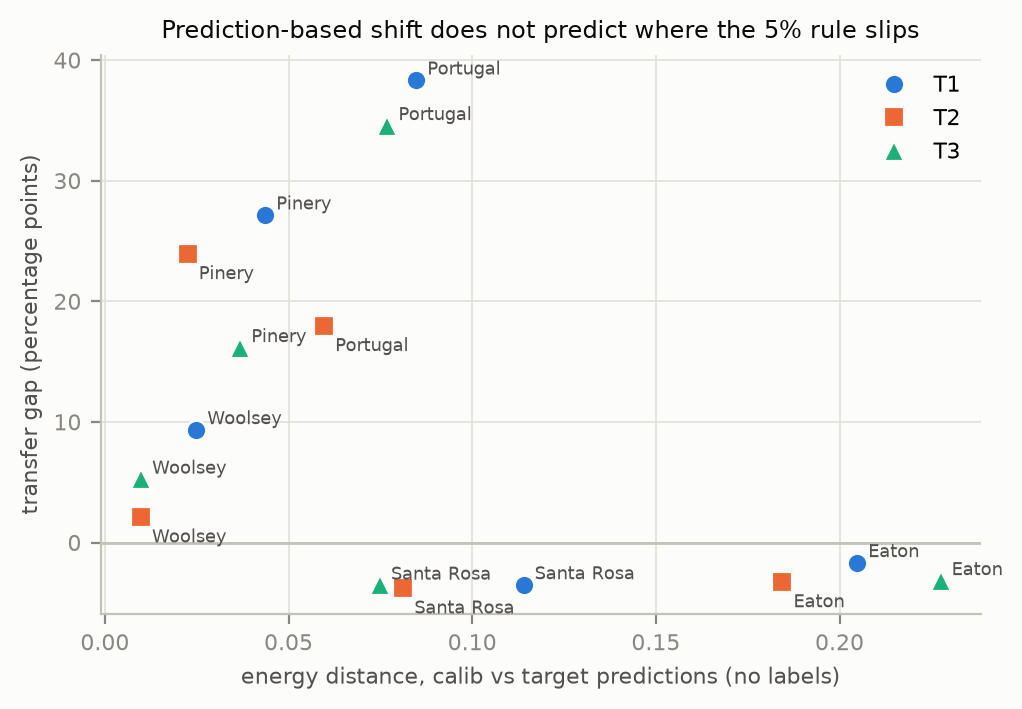 Prediction-based shift does not predict where the 5% rule slips
40
30
20
10
0
transfer gap (percentage points)
T1
T2
T3
Portugal
Portugal
Pinery
Pinery
Pinery
Portugal
Woolsey
Woolsey
Woolsey
Santa Rosa
Santa Rosa
Santa Rosa
Eaton
Eaton
Eaton
0.00
0.05
0.10
0.15
0.20
energy distance, calib vs target predictions (no labels)